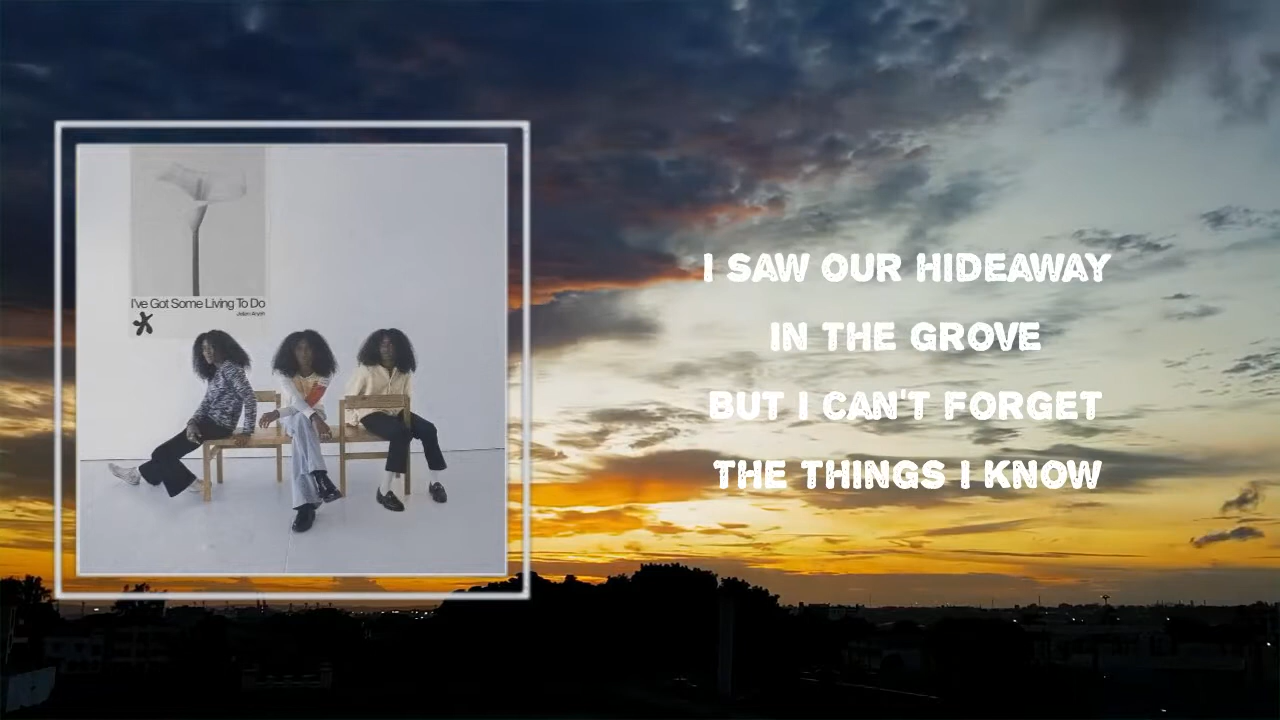 I've Got Some Living To Do
I SAW OUR HIDEAWAY
IN THE GROVE
BUT I CAN'T FORGET
THE THINGS I KNOW